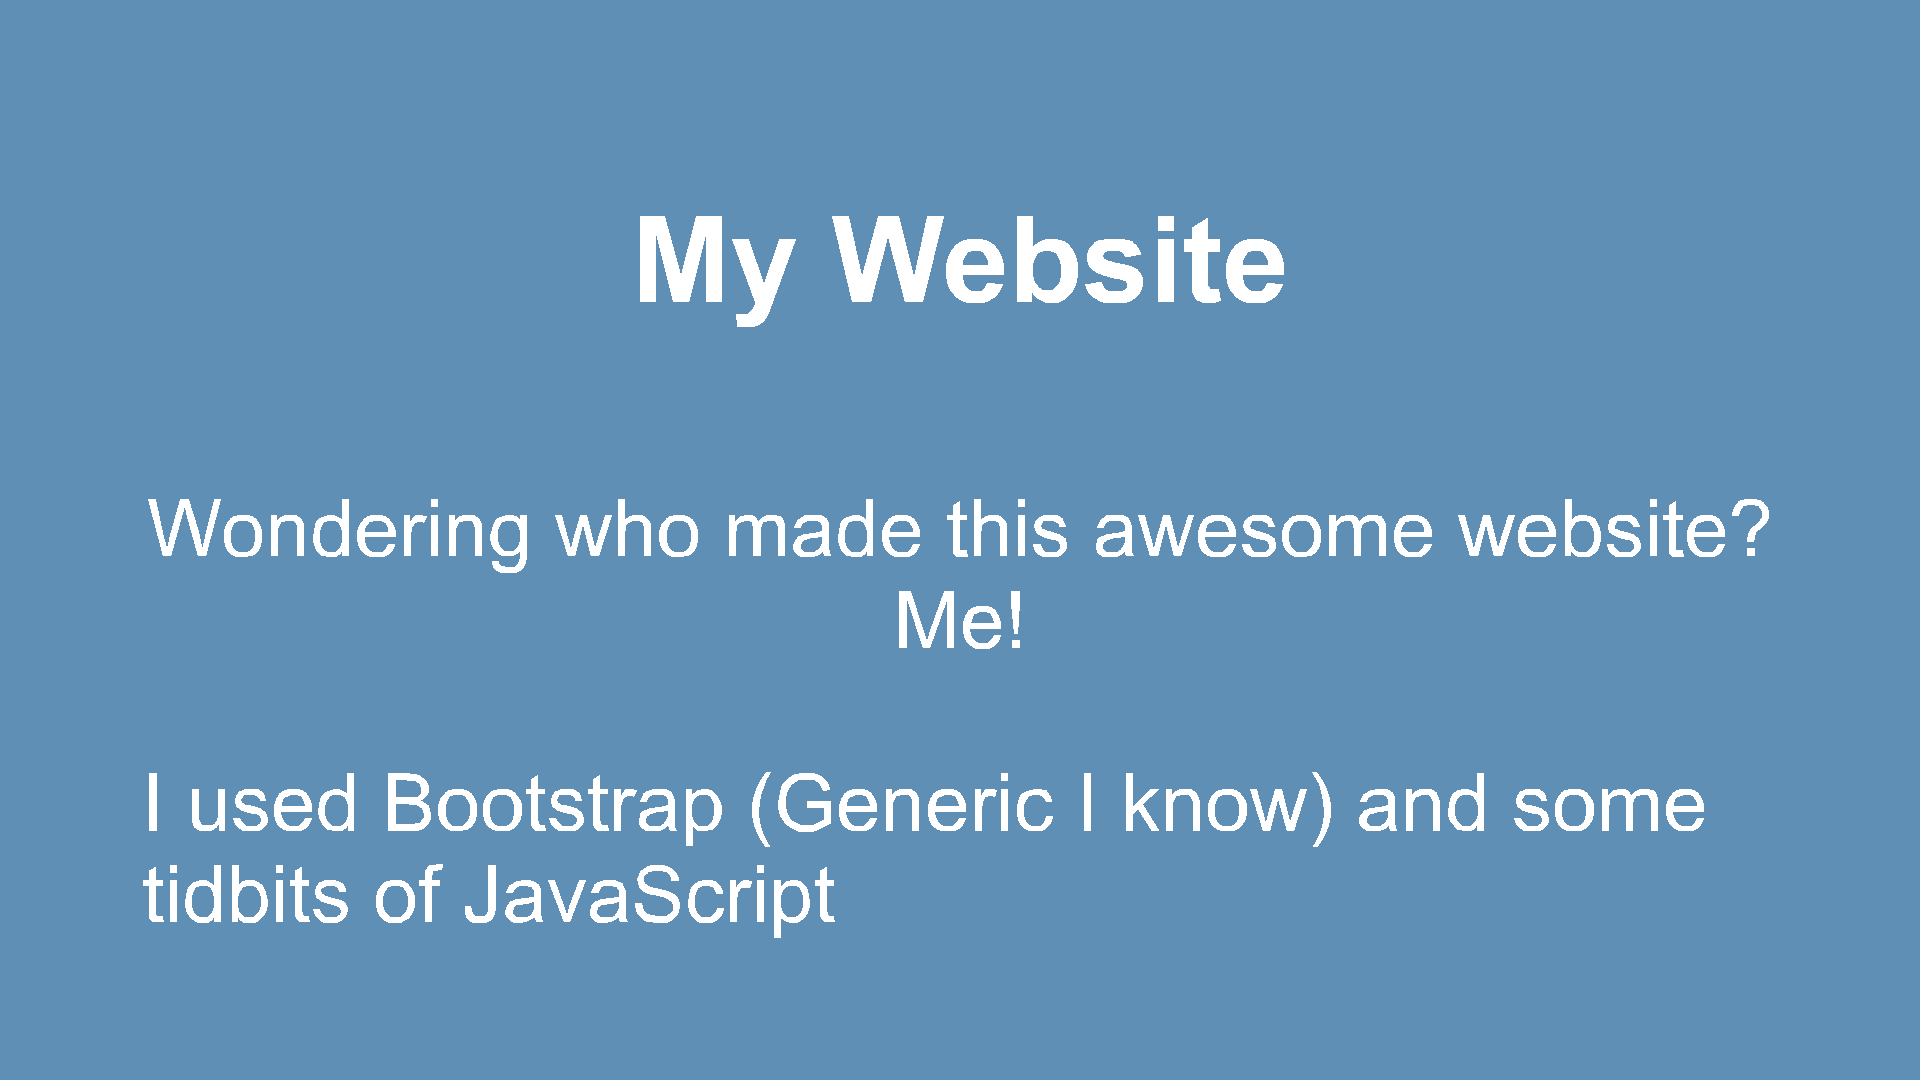 My Website
Wondering who made this awesome website?
Me!
I used Bootstrap (Generic I know) and some
tidbits of JavaScript